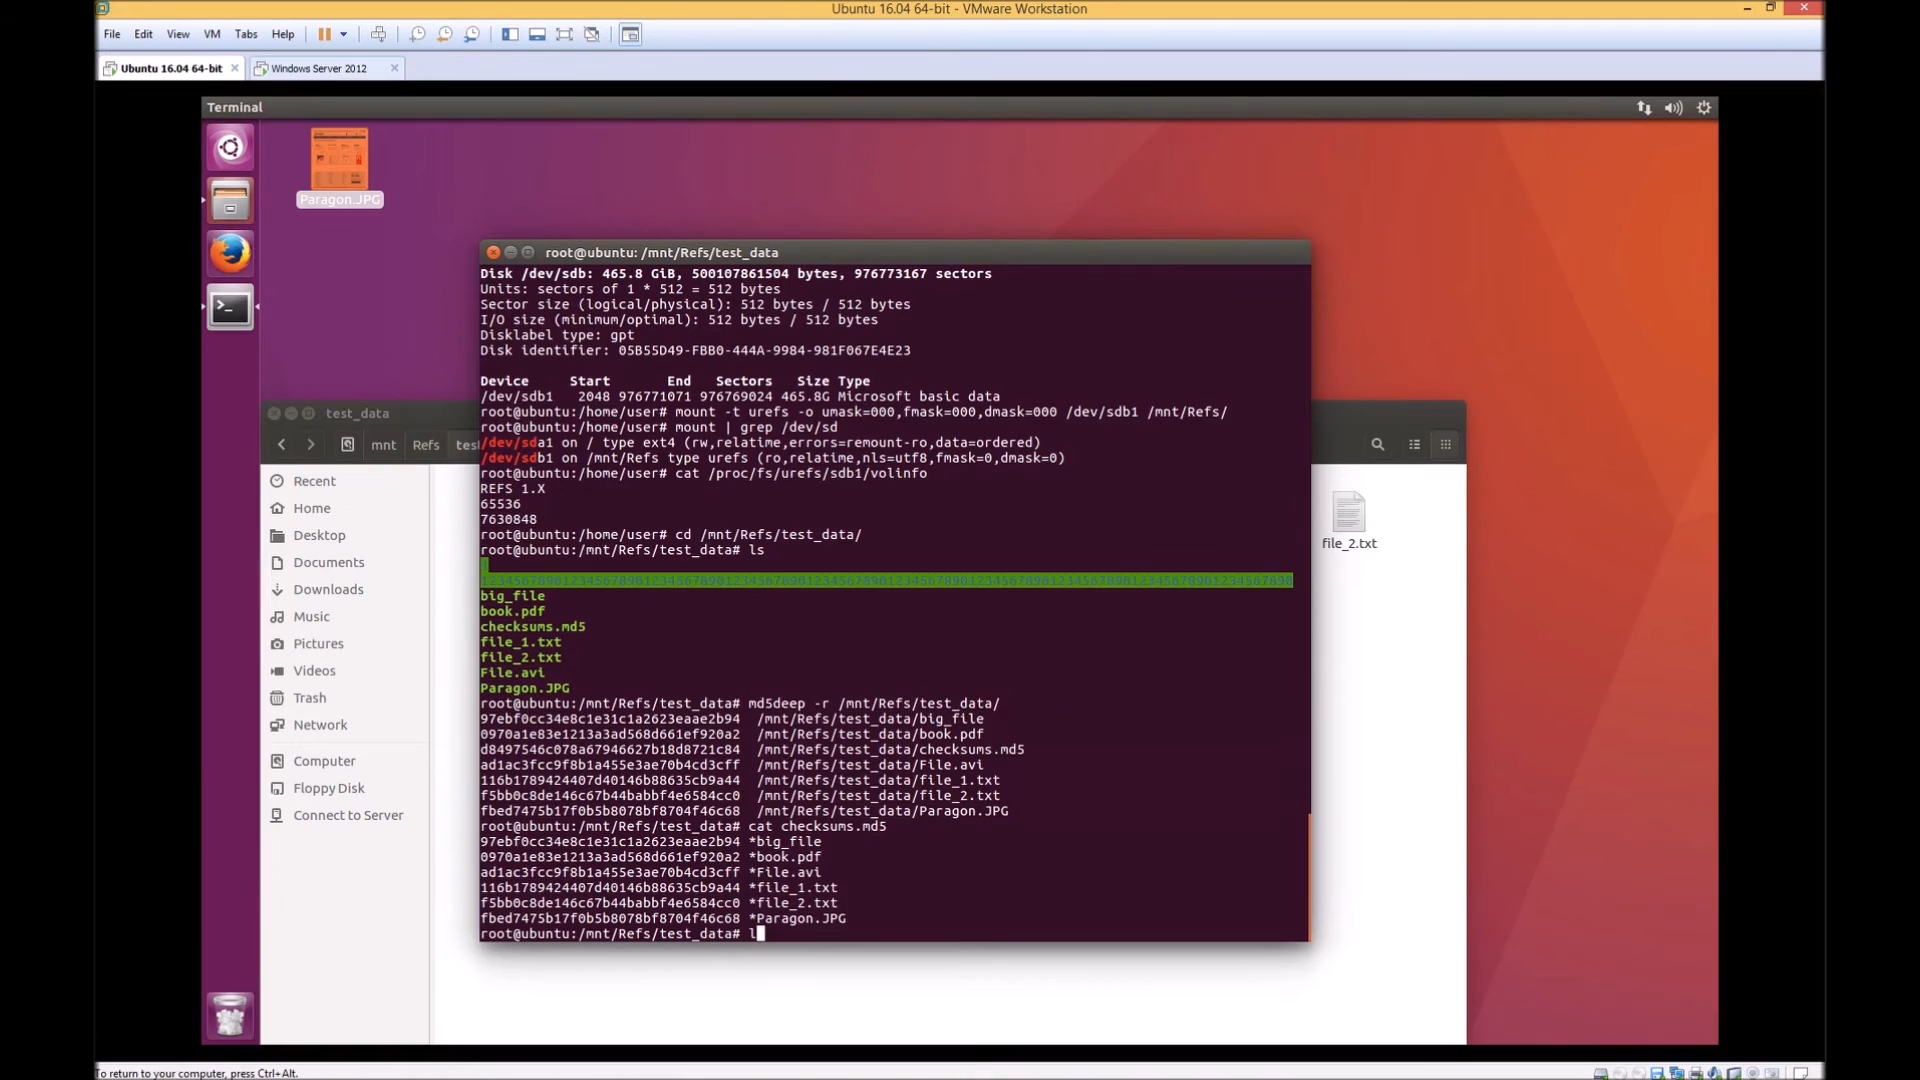 Ubuntu 16.04 64-bit - VMware Workstation
File Edit View VM Tabs Help
Ubuntu 16.04 64-bit Windows Server 2012
Terminal
Paragon.JPG
root@ubuntu: /mnt/Refs/test_data
Disk /dev/sdb: 465.8 GiB, 500107861504 bytes, 976773167 sectors
Units: sectors of 1 * 512 = 512 bytes
Sector size (logical/physical): 512 bytes / 512 bytes
I/O size (minimum/optimal): 512 bytes / 512 bytes
Disklabel type: gpt
Disk identifier: 05B55D49-FBB0-444A-9984-981F067E4E23
Device Start End Sectors Size Type
/dev/sdb1 2048 976771071 976769024 465.8G Microsoft basic data
root@ubuntu:/home/user# mount -t urefs -o umask=000,fmask=000,dmask=000 /dev/sdb1 /mnt/Refs/
root@ubuntu:/home/user# mount | grep /dev/sd
/dev/sda1 on / type ext4 (rw,relatime,errors=remount-ro,data=ordered)
/dev/sdb1 on /mnt/Refs type urefs (ro,relatime,nls=utf8,fmask=0,dmask=0)
root@ubuntu:/home/user# cat /proc/fs/urefs/sdb1/volinfo
REFS 1.X
65536
7630848
root@ubuntu:/home/user# cd /mnt/Refs/test_data/
root@ubuntu:/mnt/Refs/test_data# ls
1234567890123456789012345678901234567890123456789012345678901234567890123456789012345678901234567890
big_file
book.pdf
checksums.md5
file_1.txt
file_2.txt
File.avi
Paragon.JPG
root@ubuntu:/mnt/Refs/test_data# md5deep -r /mnt/Refs/test_data/
97ebf0cc34e8c1e31c1a2623eaae2b94 /mnt/Refs/test_data/big_file
0970a1e83e1213a3ad568d661ef920a2 /mnt/Refs/test_data/book.pdf
d8497546c078a67946627b18d8721c84 /mnt/Refs/test_data/checksums.md5
ad1ac3fcc9f8b1a455e3ae70b4cd3cff /mnt/Refs/test_data/File.avi
116b1789424407d40146b88635cb9a44 /mnt/Refs/test_data/file_1.txt
f5bb0c8de146c67b44babbf4e6584cc0 /mnt/Refs/test_data/file_2.txt
fbed7475b17f0b5b8078bf8704f46c68 /mnt/Refs/test_data/Paragon.JPG
root@ubuntu:/mnt/Refs/test_data# cat checksums.md5
97ebf0cc34e8c1e31c1a2623eaae2b94 *big_file
0970a1e83e1213a3ad568d661ef920a2 *book.pdf
ad1ac3fcc9f8b1a455e3ae70b4cd3cff *File.avi
116b1789424407d40146b88635cb9a44 *file_1.txt
f5bb0c8de146c67b44babbf4e6584cc0 *file_2.txt
fbed7475b17f0b5b8078bf8704f46c68 *Paragon.JPG
root@ubuntu:/mnt/Refs/test_data# l
test_data
mnt Refs
Recent
Home
Desktop
Documents
Downloads
Music
Pictures
Videos
Trash
Network
Computer
Floppy Disk
Connect to Server
file_2.txt
To return to your computer, press Ctrl+Alt.